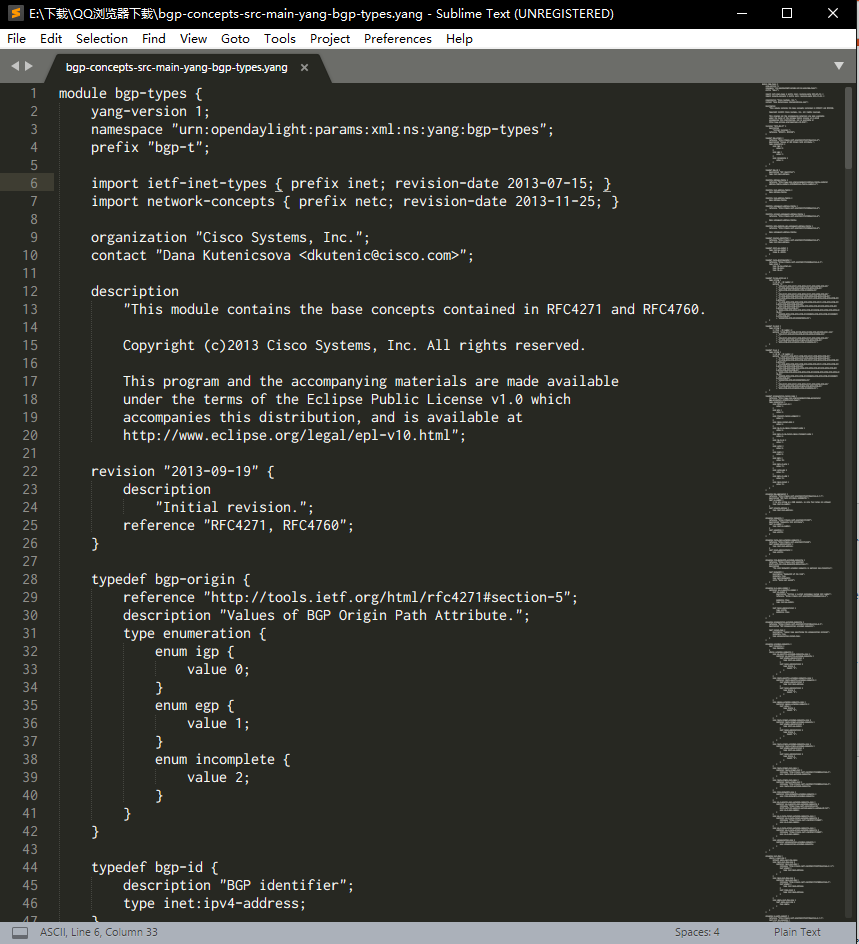 E:\下载\QQ浏览器下载\bgp-concepts-src-main-yang-bgp-types.yang - Sublime Text (UNREGISTERED)
File Edit Selection Find View Goto Tools Project Preferences Help
bgp-concepts-src-main-yang-bgp-types.yang
1 module bgp-types {
2 yang-version 1;
3 namespace "urn:opendaylight:params:xml:ns:yang:bgp-types";
4 prefix "bgp-t";
5
6 import ietf-inet-types { prefix inet; revision-date 2013-07-15; }
7 import network-concepts { prefix netc; revision-date 2013-11-25; }
8
9 organization "Cisco Systems, Inc.";
10 contact "Dana Kutenicsova <dkutenic@cisco.com>";
11
12 description
13 "This module contains the base concepts contained in RFC4271 and RFC4760.
14
15 Copyright (c)2013 Cisco Systems, Inc. All rights reserved.
16
17 This program and the accompanying materials are made available
18 under the terms of the Eclipse Public License v1.0 which
19 accompanies this distribution, and is available at
20 http://www.eclipse.org/legal/epl-v10.html";
21
22 revision "2013-09-19" {
23 description
24 "Initial revision.";
25 reference "RFC4271, RFC4760";
26 }
27
28 typedef bgp-origin {
29 reference "http://tools.ietf.org/html/rfc4271#section-5";
30 description "Values of BGP Origin Path Attribute.";
31 type enumeration {
32 enum igp {
33 value 0;
34 }
35 enum egp {
36 value 1;
37 }
38 enum incomplete {
39 value 2;
40 }
41 }
42 }
43
44 typedef bgp-id {
45 description "BGP identifier";
46 type inet:ipv4-address;
47 }
ASCII, Line 6, Column 33 Spaces: 4 Plain Text